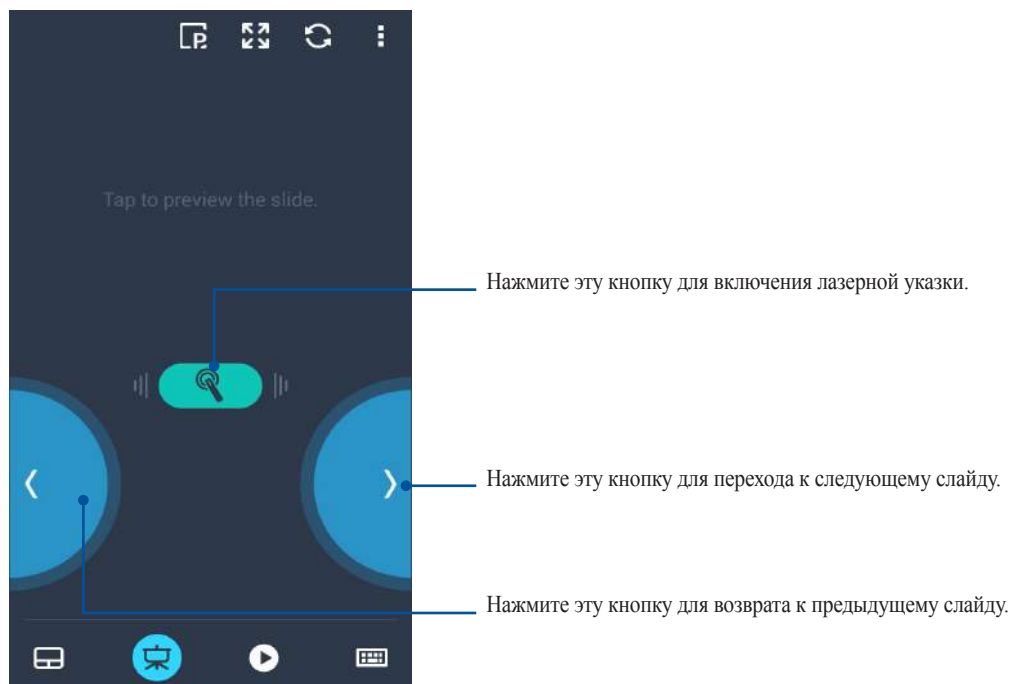 P
Tap to preview the slide.
Нажмите эту кнопку для включения лазерной указки.
Нажмите эту кнопку для перехода к следующему слайду.
Нажмите эту кнопку для возврата к предыдущему слайду.